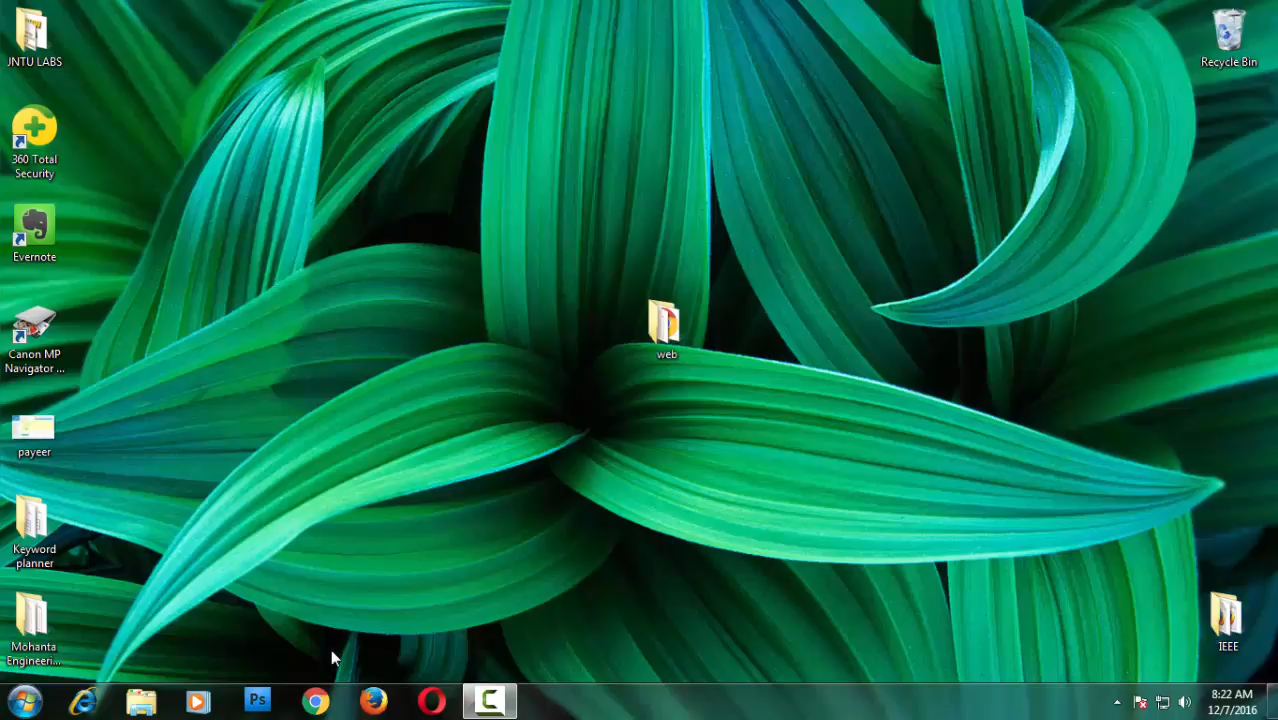 JNTU LABS
360 Total
Security
Evernote
Canon MP
Navigator ...
payeer
Keyword
planner
Mohanta
Engineeri...
web
Recycle Bin
IEEE
Ps
8:22 AM
12/7/2016